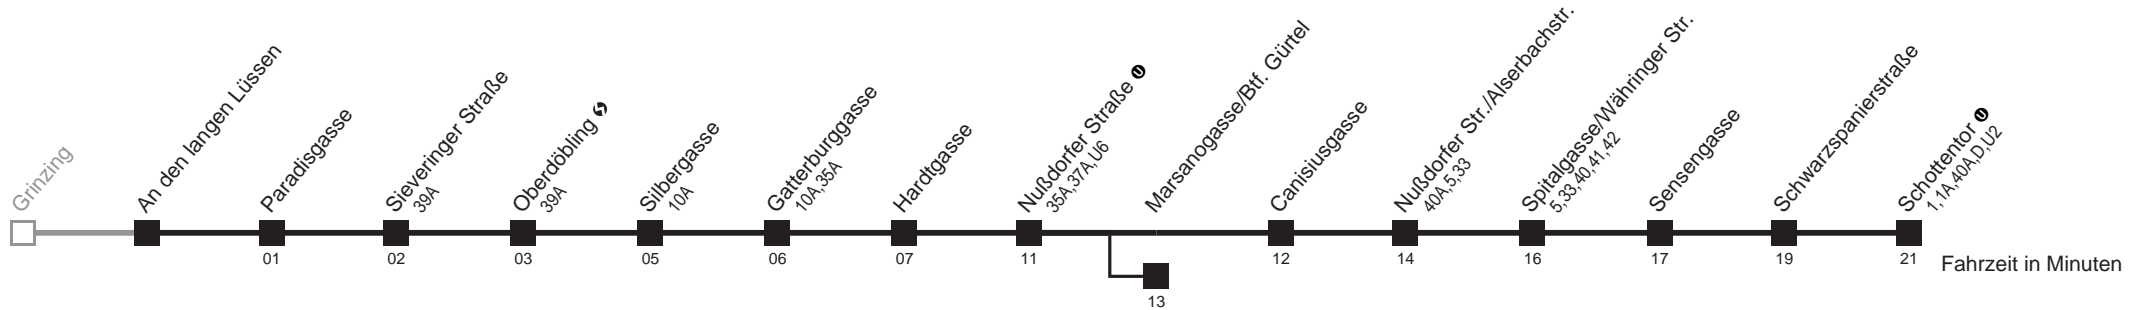 Grinzing
An den langen Lüssen
Paradisgasse
01
Sieveringer Straße
39A
02
Oberdöbling
39A
03
Silbergasse
10A
05
Gatterburggasse
10A,35A
06
Hardtgasse
07
Nußdorfer Straße U
35A,37A,U6
11
Marsanogasse/Btf. Gürtel
13
Canisiusgasse
12
Nußdorfer Str./Alserbachstr.
40A,5,33
14
Spitalgasse/Währinger Str.
5,33,40,41,42
16
Sensengasse
17
Schwarzspanierstraße
19
Schottentor U
1,1A,40A,D,U2
21
Fahrzeit in Minuten